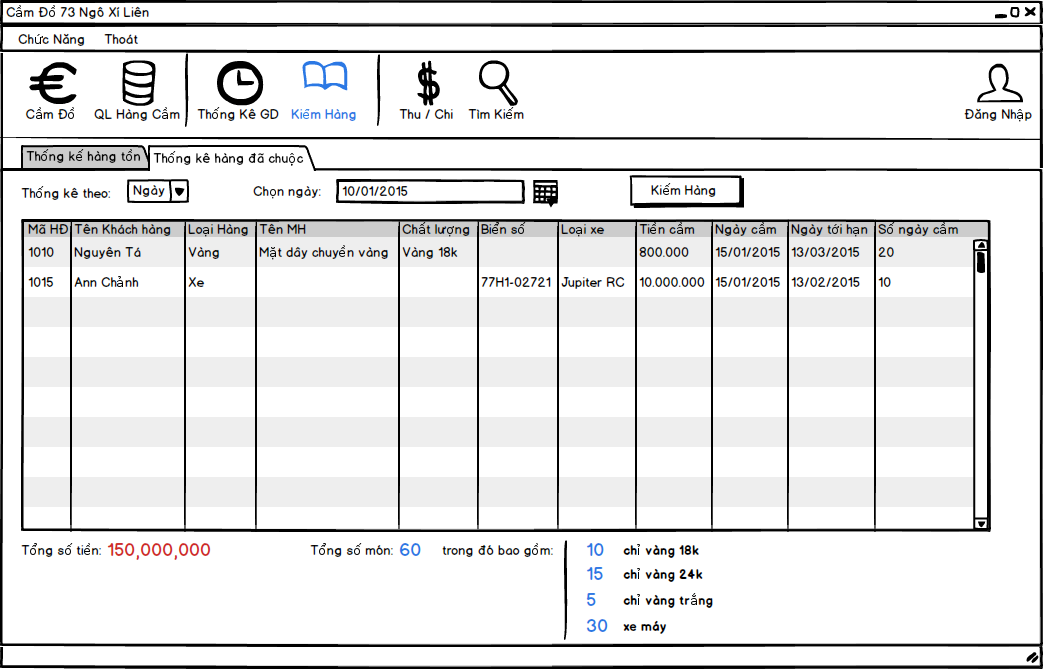 Cầm Đồ 73 Ngô Xí Liên
Chức Năng Thoát
Cầm Đồ QL Hàng Cầm Thống Kê GD Kiểm Hàng Thu / Chi Tìm Kiếm Đăng Nhập
Thống kế hàng tồn Thống kê hàng đã chuộc
Thống kê theo: Ngày Chọn ngày: 10/01/2015 Kiểm Hàng
Mã HĐ Tên Khách hàng Loại Hàng Tên MH Chất lượng Biển số Loại xe Tiền cầm Ngày cầm Ngày tới hạn Số ngày cầm
1010 Nguyên Tá Vàng Mặt dây chuyền vàng Vàng 18k 800.000 15/01/2015 13/03/2015 20
1015 Ann Chảnh Xe 77H1-02721 Jupiter RC 10.000.000 15/01/2015 13/02/2015 10
Tổng số tiền: 150,000,000 Tổng số món: 60 trong đó bao gồm: 10 chỉ vàng 18k
15 chỉ vàng 24k
5 chỉ vàng trắng
30 xe máy